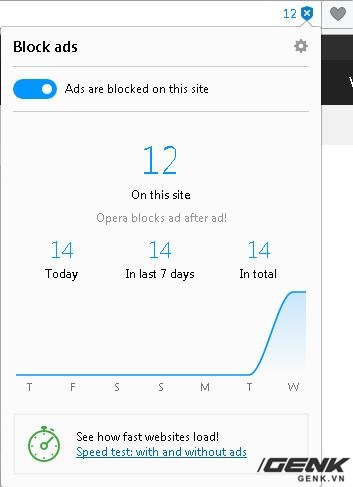 12
Block ads
Ads are blocked on this site
12
On this site
Opera blocks ad after ad!
14 14 14
Today In last 7 days In total
T F S S M T W
See how fast websites load!
Speed test: with and without ads
GENK
GENK.VN